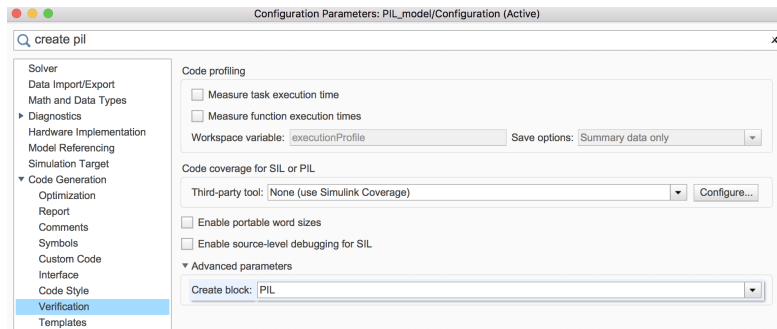 Configuration Parameters: PIL_model/Configuration (Active)
create pil
Solver
Data Import/Export
Math and Data Types
Diagnostics
Hardware Implementation
Model Referencing
Simulation Target
Code Generation
Optimization
Report
Comments
Symbols
Custom Code
Interface
Code Style
Verification
Templates
Code profiling
Measure task execution time
Measure function execution times
Workspace variable: executionProfile Save options: Summary data only
Code coverage for SIL or PIL
Third-party tool: None (use Simulink Coverage) Configure...
Enable portable word sizes
Enable source-level debugging for SIL
Advanced parameters
Create block: PIL